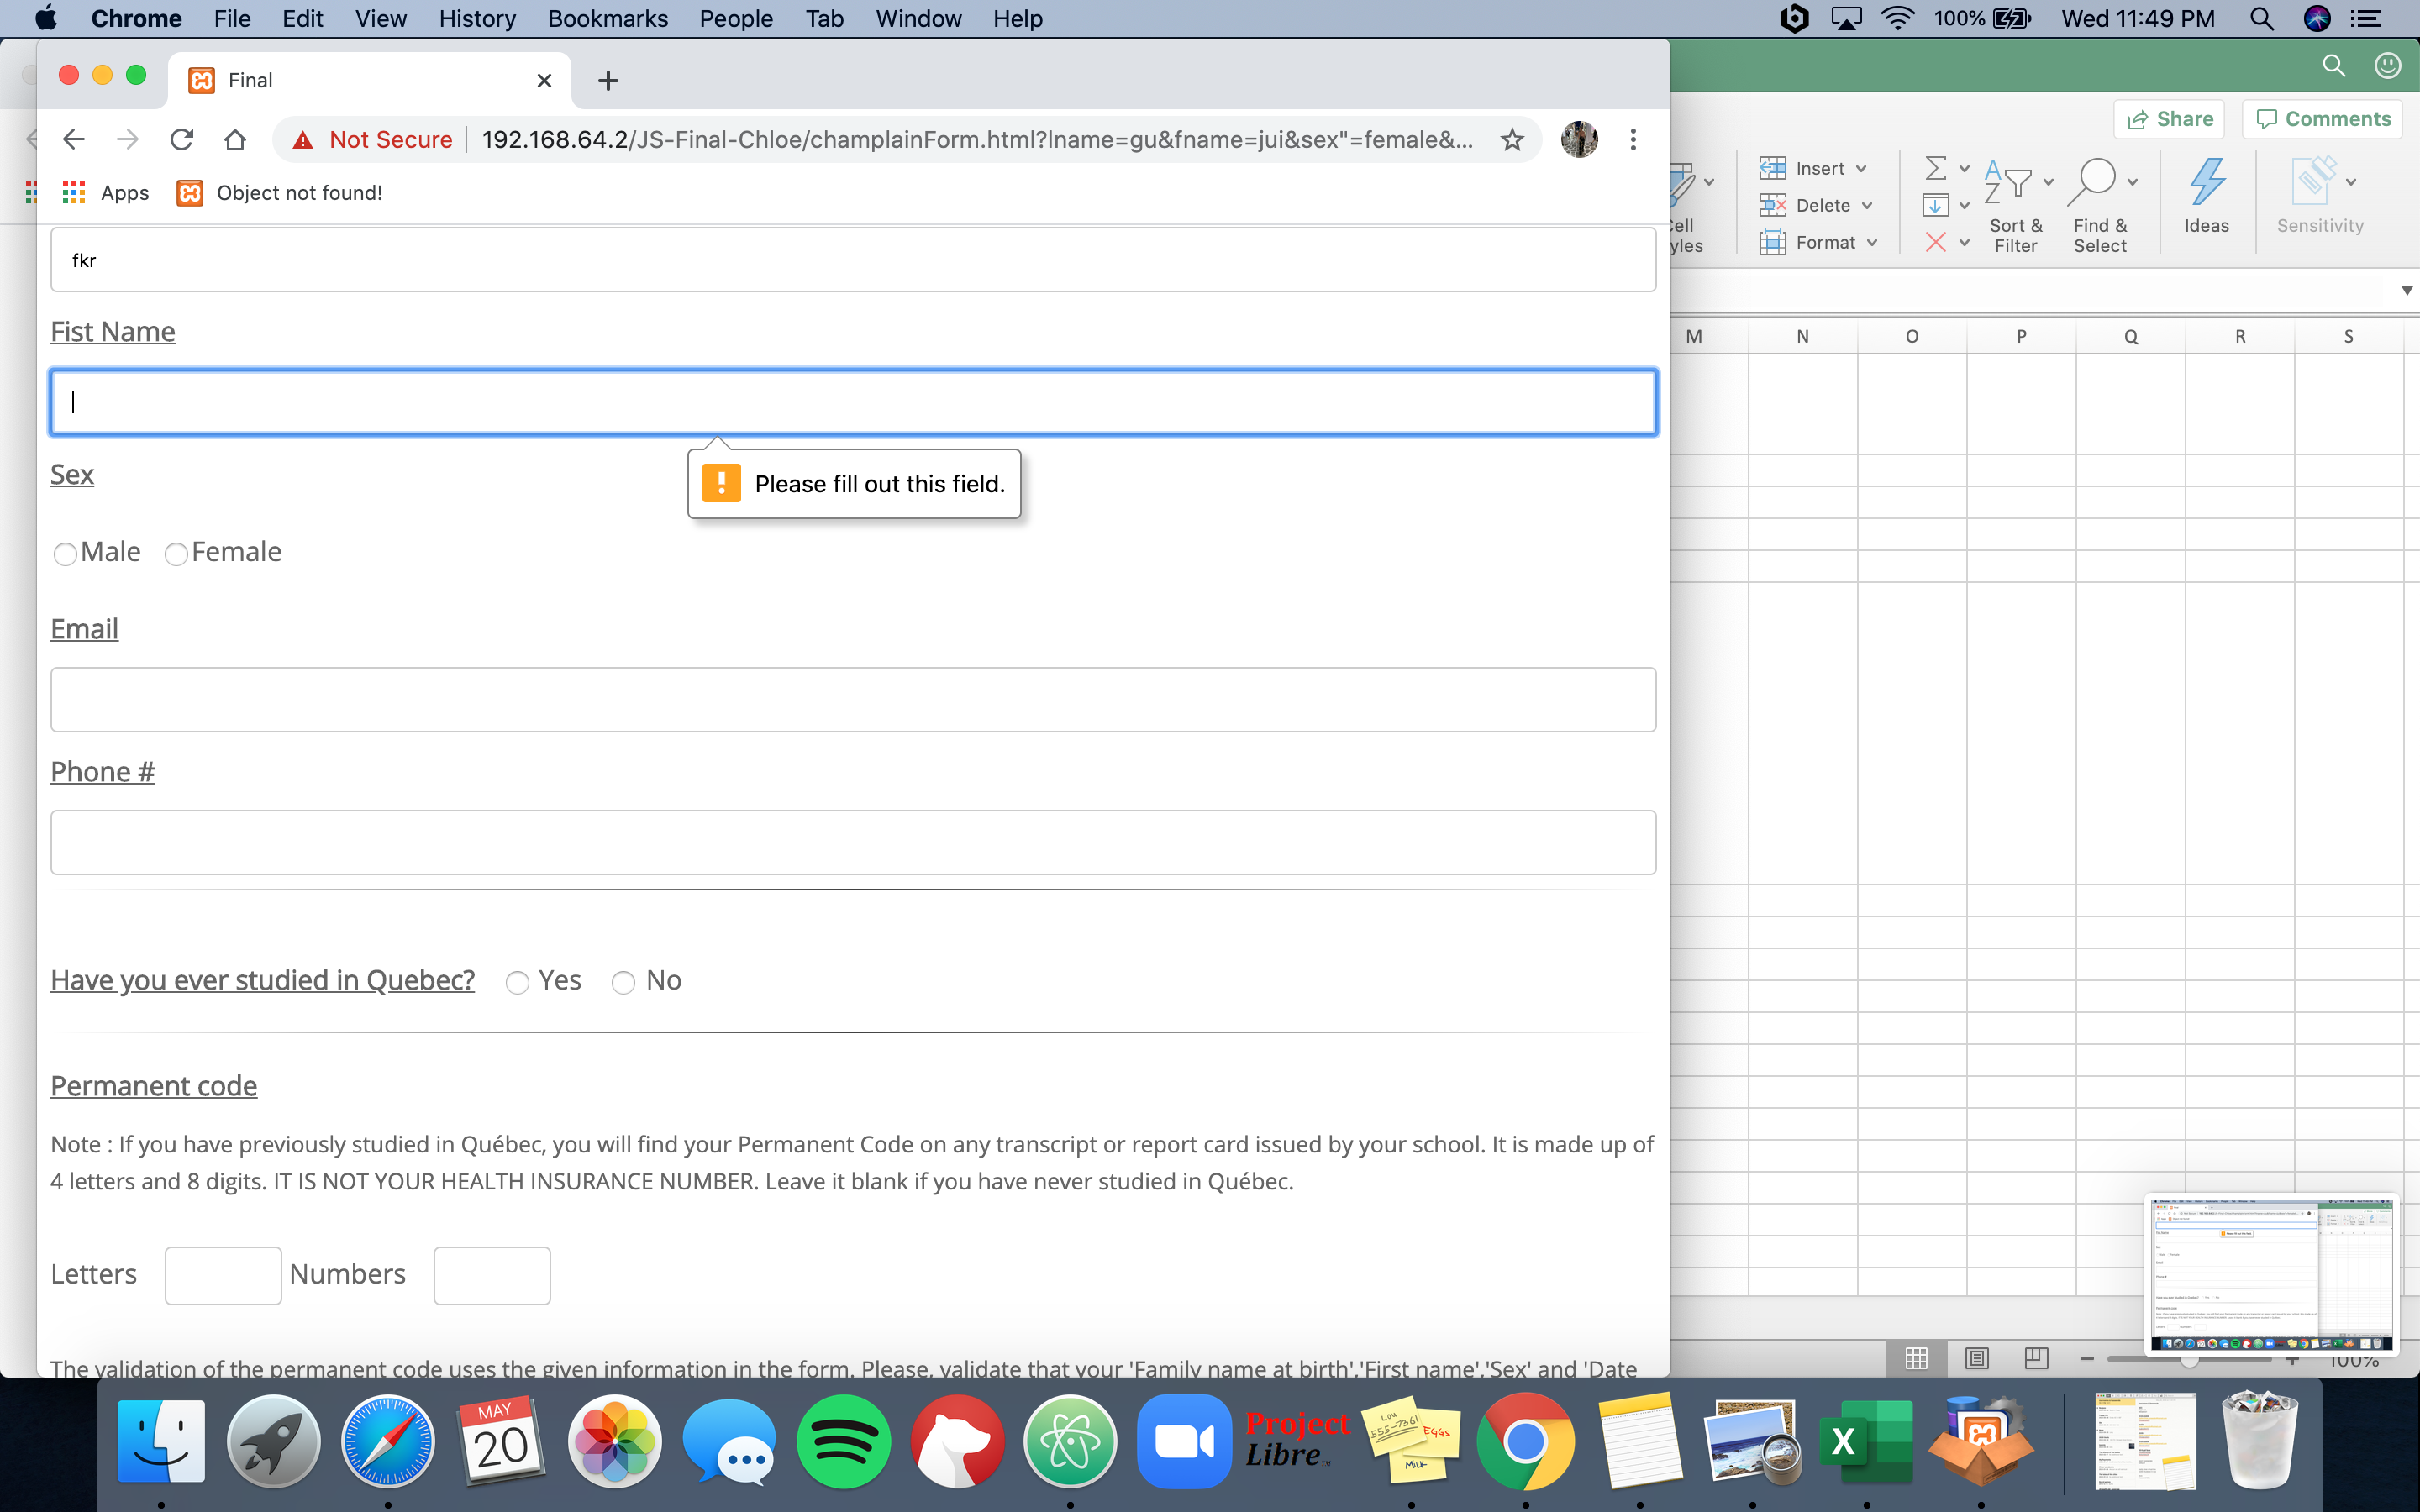 Chrome File Edit View History Bookmarks People Tab Window Help 100% Wed 11:49 PM
Final
Not Secure 192.168.64.2/JS-Final-Chloe/champlainForm.html?lname=gu&fname=jui&sex"=female&...
Apps Object not found!
Share Comments
Insert
Delete
Format
Sort & Filter
Find & Select
Ideas
Sensitivity
M N O P Q R S
fkr
Fist Name
Please fill out this field.
Sex
Male Female
Email
Phone #
Have you ever studied in Quebec? Yes No
Permanent code
Note : If you have previously studied in Québec, you will find your Permanent Code on any transcript or report card issued by your school. It is made up of
4 letters and 8 digits. IT IS NOT YOUR HEALTH INSURANCE NUMBER. Leave it blank if you have never studied in Québec.
Letters Numbers
The validation of the permanent code uses the given information in the form. Please, validate that your 'Family name at birth','First name','Sex' and 'Date
100%
MAY
20
Project
Libre
LOU
555-7361
EGGS
MILK
X